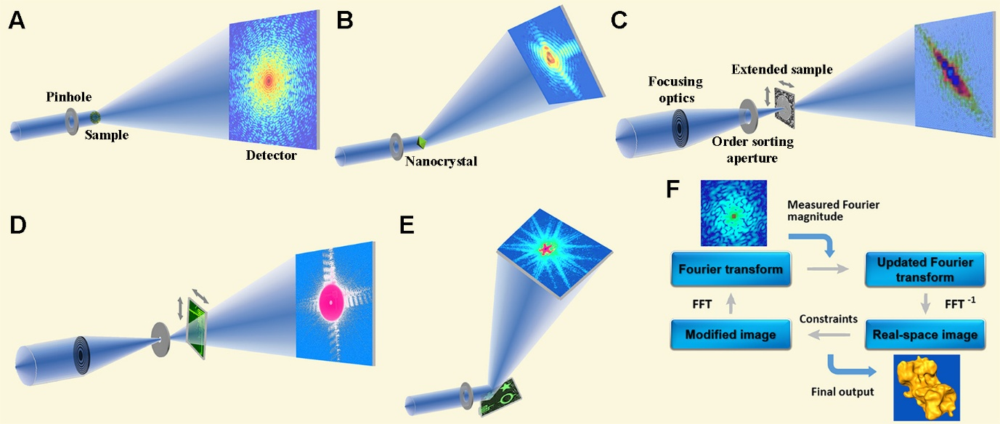 A
Pinhole
Sample
Detector
B
Nanocrystal
C
Focusing
optics
Extended sample
Order sorting
aperture
D
E
F
Measured Fourier
magnitude
Fourier transform
Updated Fourier
transform
FFT
FFT -1
Constraints
Modified image
Real-space image
Final output